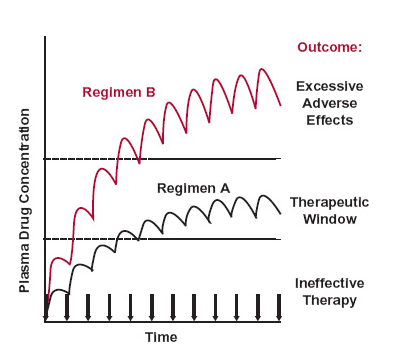 Outcome:
Regimen B
Excessive
Adverse
Effects
Regimen A
Therapeutic
Window
Ineffective
Therapy
Plasma Drug Concentration
Time